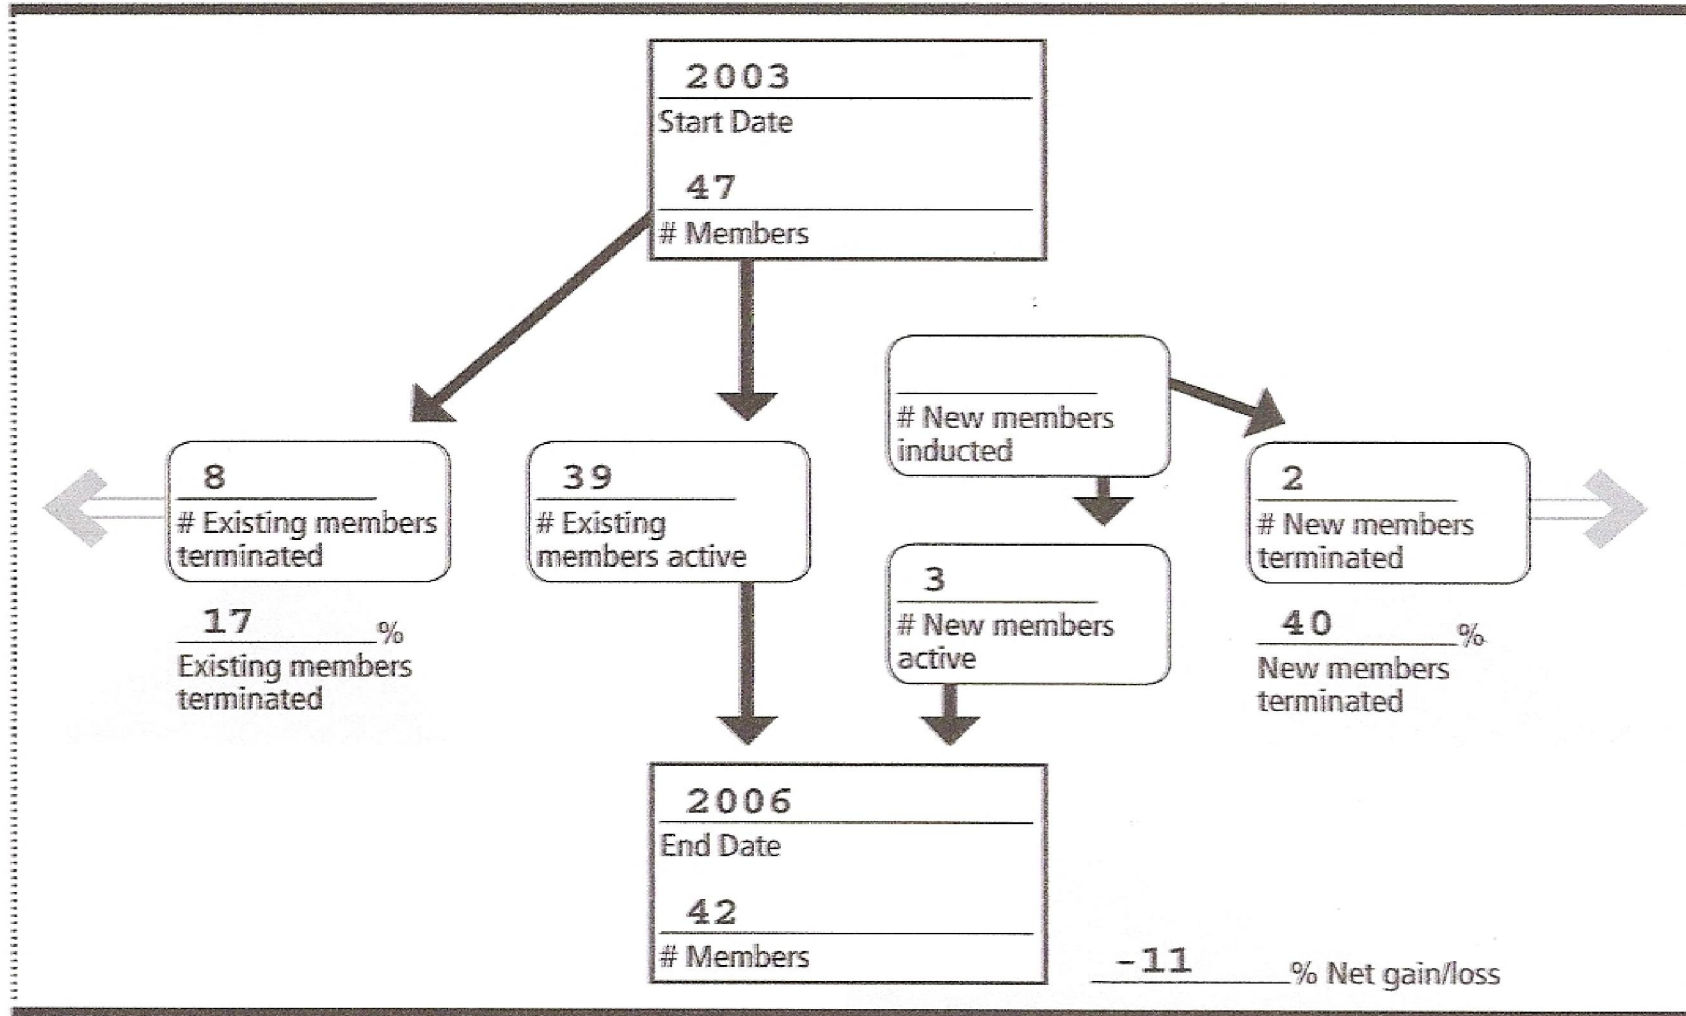 2003
Start Date
47
# Members
# New members
inducted
8
# Existing members
terminated
17 %
Existing members
terminated
39
# Existing
members active
3
# New members
active
2
# New members
terminated
40 %
New members
terminated
2006
End Date
42
# Members
-11 % Net gain/loss